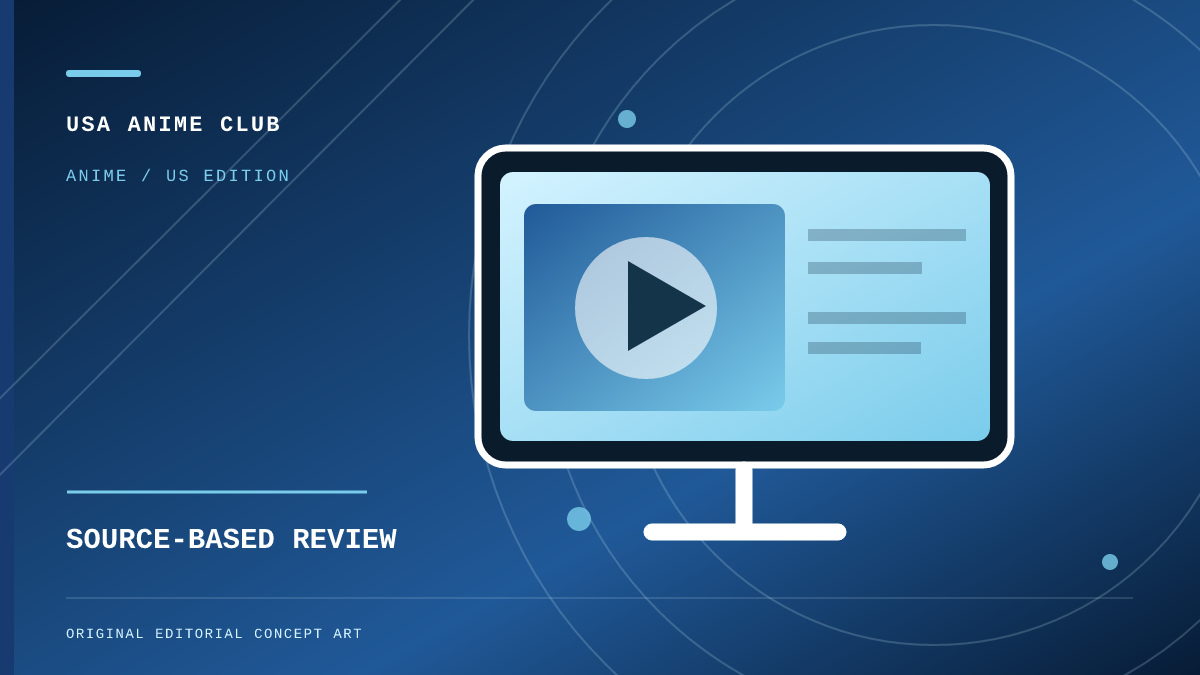 USA ANIME CLUB
ANIME / US EDITION
SOURCE-BASED REVIEW
ORIGINAL EDITORIAL CONCEPT ART